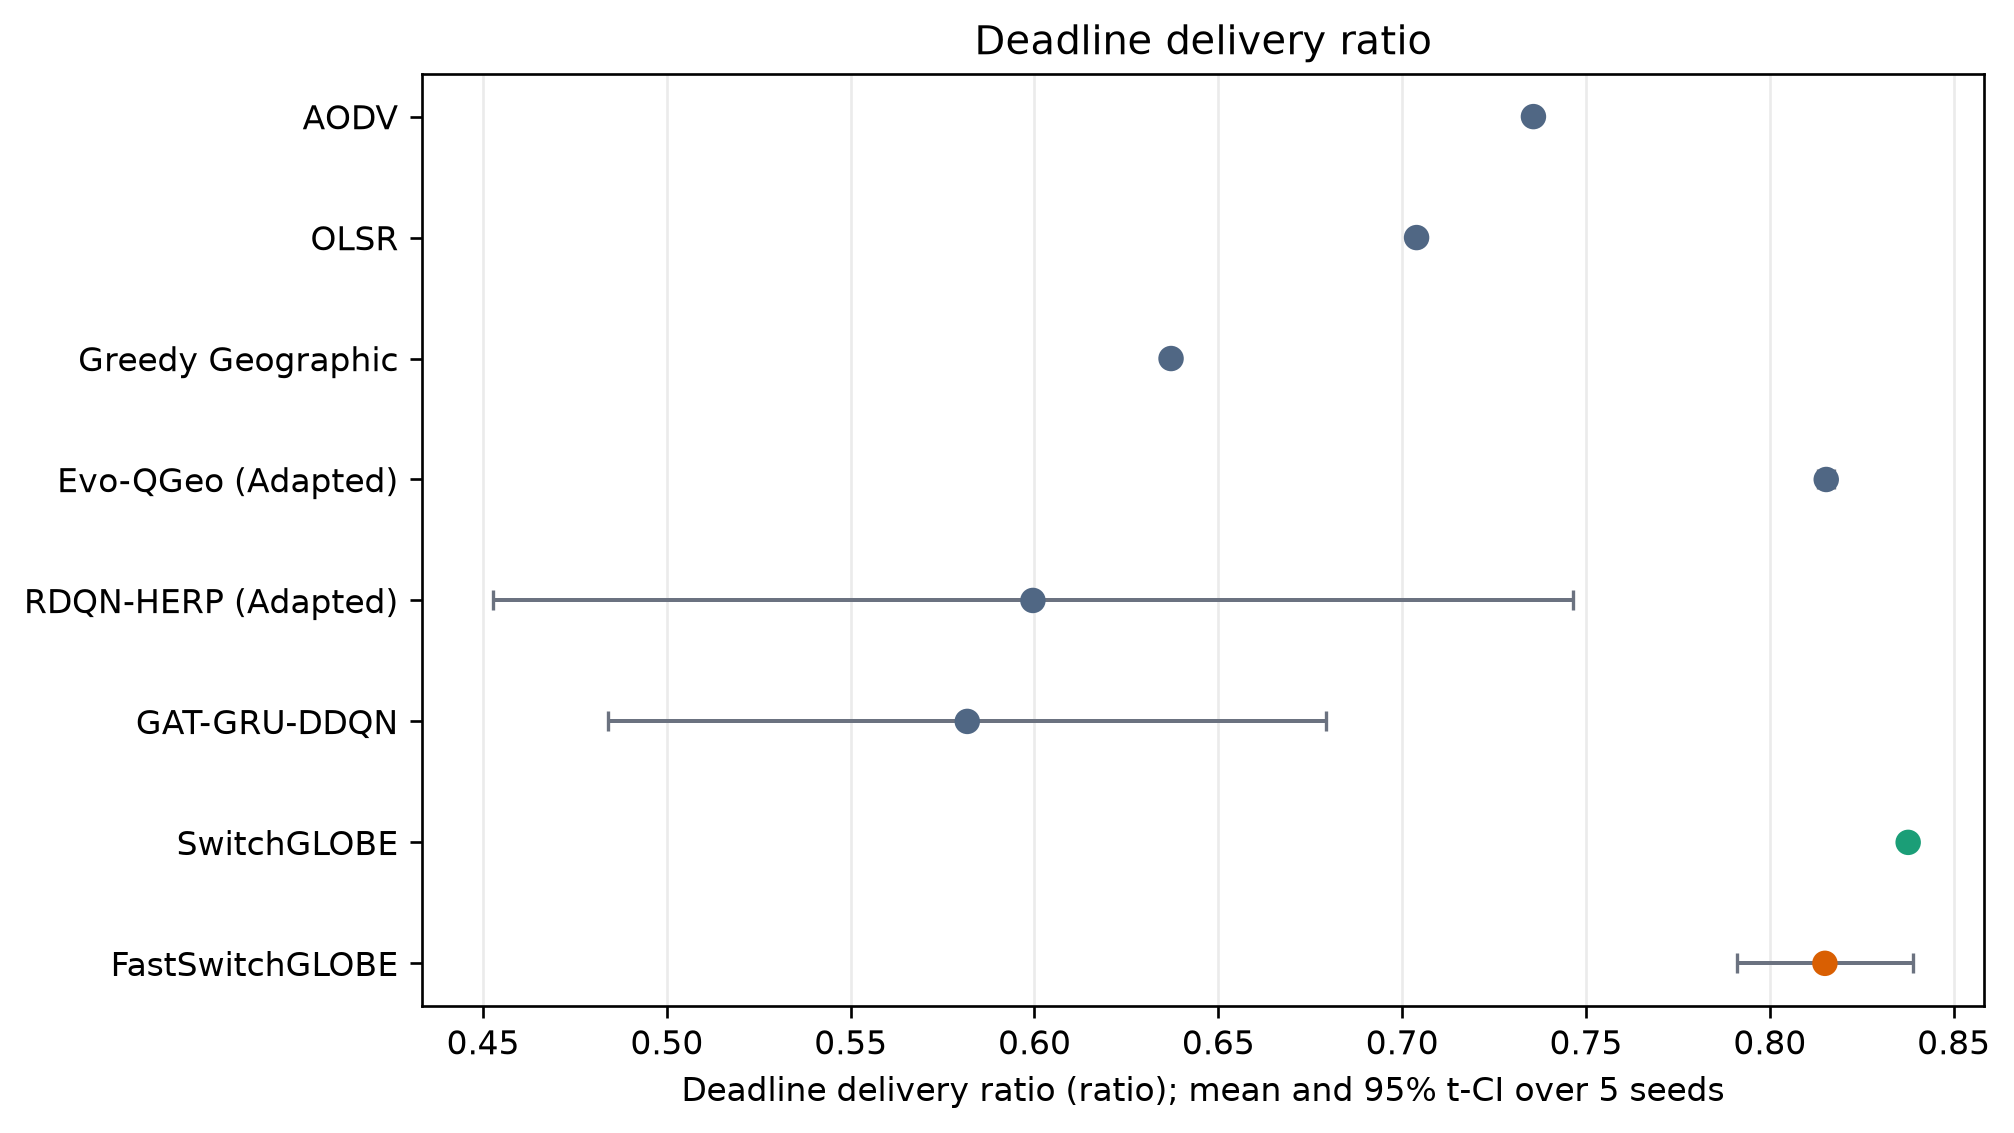 Deadline delivery ratio
AODV
OLSR
Greedy Geographic
Evo-QGeo (Adapted)
RDQN-HERP (Adapted)
GAT-GRU-DDQN
SwitchGLOBE
FastSwitchGLOBE
0.45 0.50 0.55 0.60 0.65 0.70 0.75 0.80 0.85
Deadline delivery ratio (ratio); mean and 95% t-CI over 5 seeds